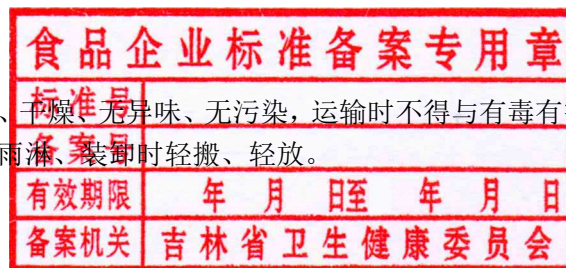 食品企业标准备案专用章
标准号
、干燥、无异味、无污染，运输时不得与有毒有
备案号
雨淋、装卸时轻搬、轻放。
有效期限 年 月 日至 年 月 日
备案机关 吉林省卫生健康委员会